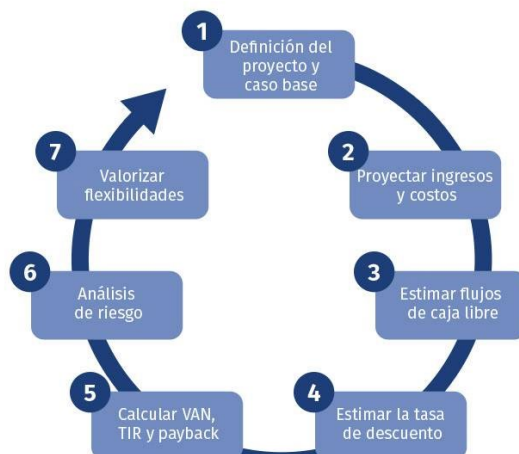 1
Definición del
proyecto y
caso base
2
Proyectar ingresos
y costos
3
Estimar flujos
de caja libre
4
Estimar la tasa
de descuento
5
Calcular VAN,
TIR y payback
6
Análisis
de riesgo
7
Valorizar
flexibilidades